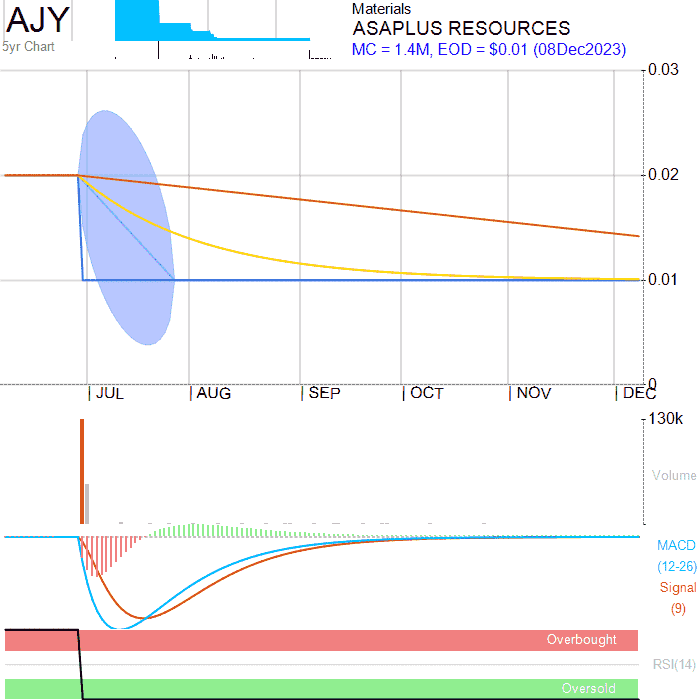 AJY
5yr Chart
Materials
ASAPLUS RESOURCES
MC = 1.4M, EOD = $0.01 (08Dec2023)
0.03
0.02
0.01
0
JUL
AUG
SEP
OCT
NOV
DEC
130k
Volume
MACD
(12-26)
Signal
(9)
Overbought
RSI(14)
Oversold